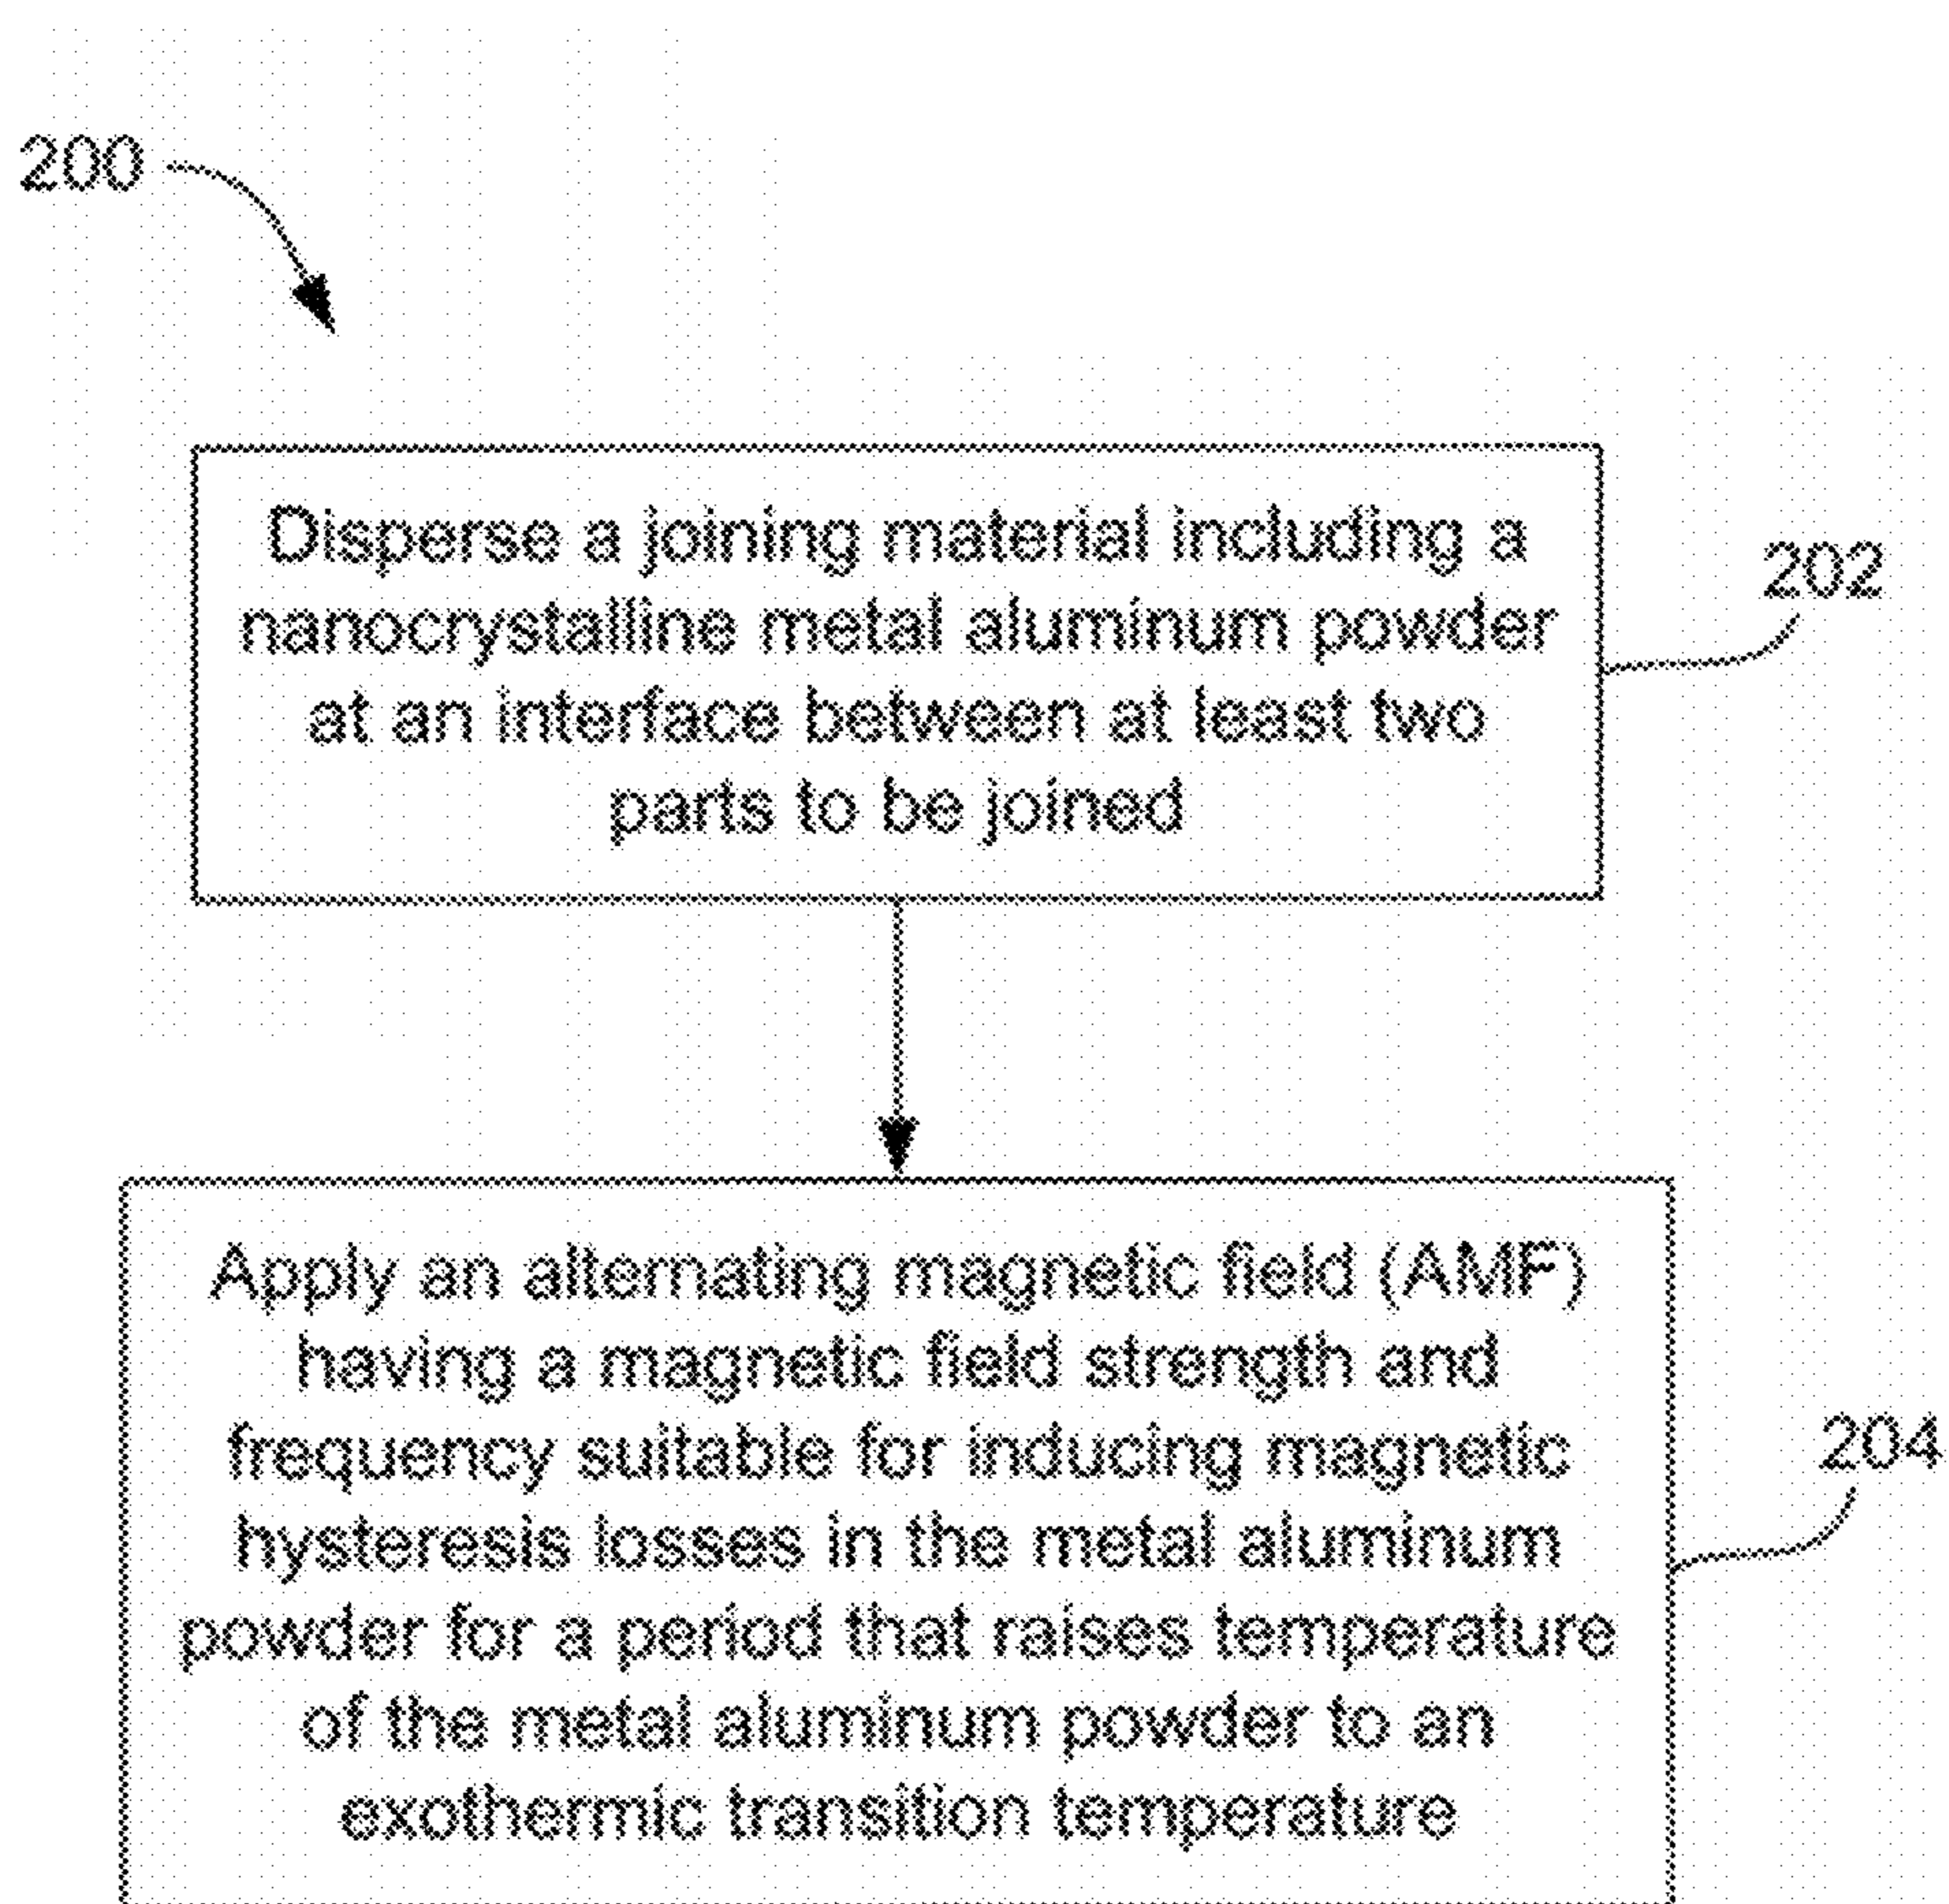 200
Disperse a joining material including a
nanocrystalline metal aluminum powder
at an interface between at least two
parts to be joined
202
Apply an alternating magnetic field (AMF)
having a magnetic field strength and
frequency suitable for inducing magnetic
hysteresis losses in the metal aluminum
powder for a period that raises temperature
of the metal aluminum powder to an
exothermic transition temperature
204